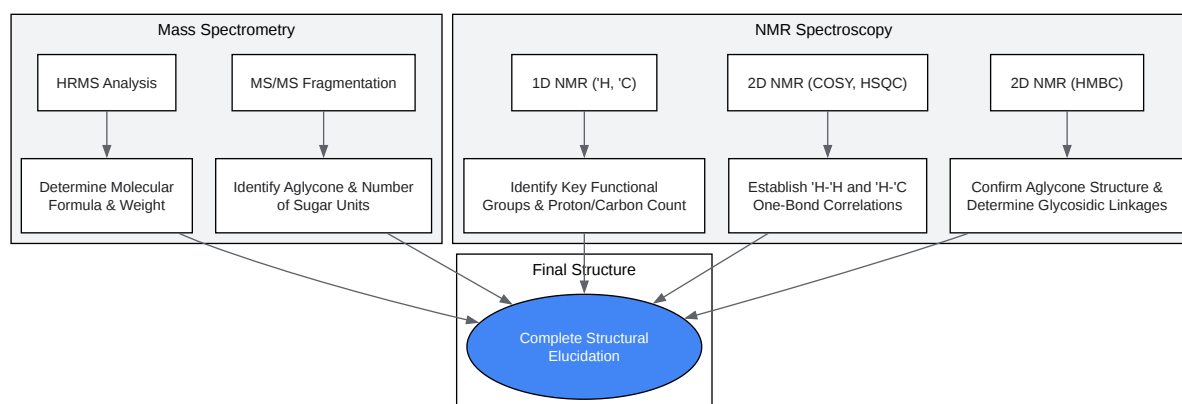 Mass Spectrometry
NMR Spectroscopy
HRMS Analysis
MS/MS Fragmentation
1D NMR ('H, 'C)
2D NMR (COSY, HSQC)
2D NMR (HMBC)
Determine Molecular
Formula & Weight
Identify Aglycone & Number
of Sugar Units
Identify Key Functional
Groups & Proton/Carbon Count
Establish 'H-'H and 'H-'C
One-Bond Correlations
Confirm Aglycone Structure &
Determine Glycosidic Linkages
Final Structure
Complete Structural
Elucidation